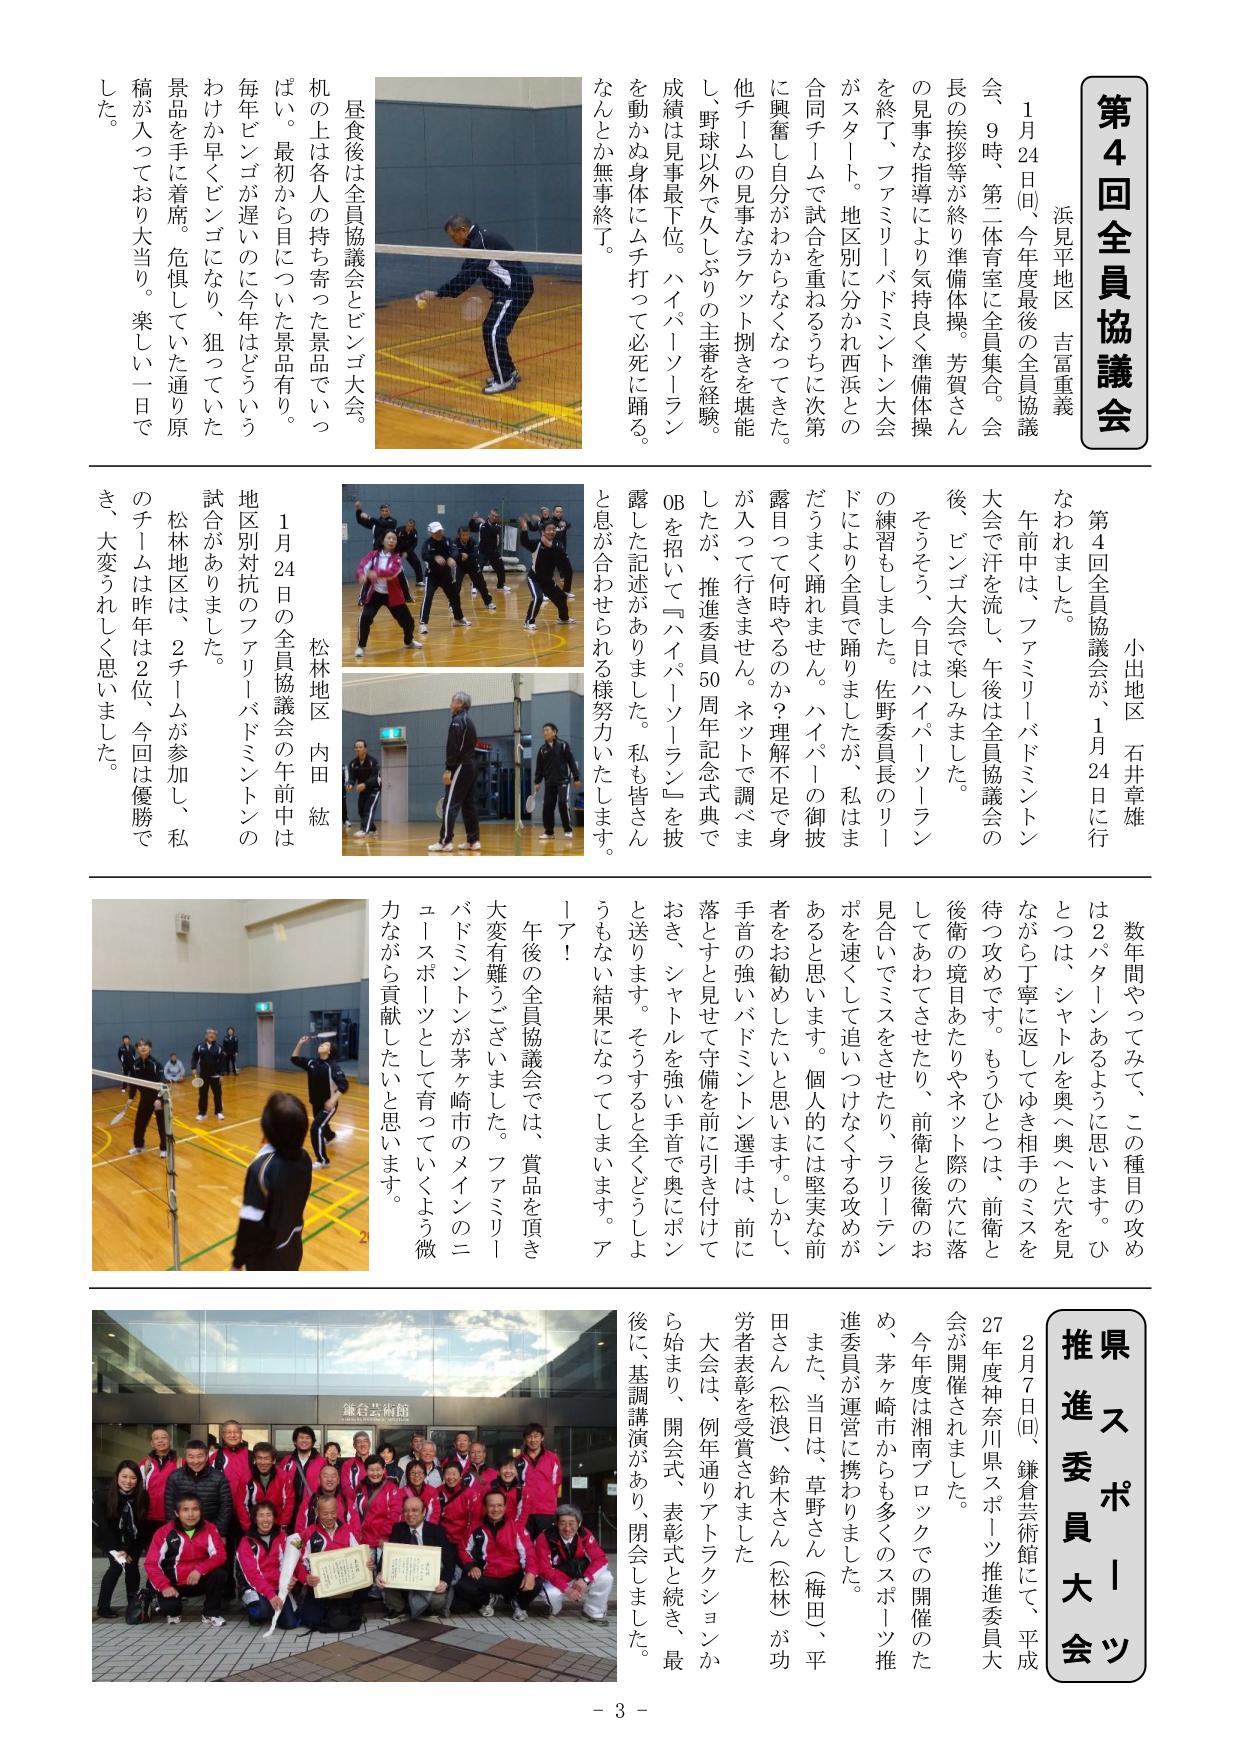 第4回全員協議会
浜見平地区　吉冨重義
１月24日㈰、今年度最後の全員協議
会、９時、第二体育室に全員集合。会
長の挨拶等が終り準備体操。芳賀さん
の見事な指導により気持良く準備体操
を終了、ファミリーバドミントン大会
がスタート。地区別に分かれ西浜との
合同チームで試合を重ねるうちに次第
に興奮し自分がわからなくなってきた。
他チームの見事なラケット捌きを堪能
し、野球以外で久しぶりの主審を経験。
成績は見事最下位。ハイパーソーラン
を動かぬ身体にムチ打って必死に踊る。
なんとか無事終了。
昼食後は全員協議会とビンゴ大会。
机の上は各人の持ち寄った景品でいっ
ぱい。最初から目についた景品有り。
毎年ビンゴが遅いのに今年はどういう
わけか早くビンゴになり、狙っていた
景品を手に着席。危惧していた通り原
稿が入っており大当り。楽しい一日で
した。
小出地区　石井章雄
第４回全員協議会が、１月24日に行
なわれました。
午前中は、ファミリーバドミントン
大会で汗を流し、午後は全員協議会の
後、ビンゴ大会で楽しみました。
そうそう、今日はハイパーソーラン
の練習もしました。佐野委員長のリー
ドにより全員で踊りましたが、私はま
だうまく踊れません。ハイパーの御披
露目って何時やるのか？理解不足で身
が入って行きません。ネットで調べま
したが、推進委員50周年記念式典で
OBを招いて『ハイパーソーラン』を披
露した記述がありました。私も皆さん
と息が合わせられる様努力いたします。
松林地区　内田　紘
１月24日の全員協議会の午前中は
地区別対抗のファリーバドミントンの
試合がありました。
松林地区は、２チームが参加し、私
のチームは昨年は２位、今回は優勝で
き、大変うれしく思いました。
数年間やってみて、この種目の攻め
は２パターンあるように思います。ひ
とつは、シャトルを奥へ奥へと穴を見
ながら丁寧に返してゆき相手のミスを
待つ攻めです。もうひとつは、前衛と
後衛の境目あたりやネット際の穴に落
してあわてさせたり、前衛と後衛のお
見合いでミスをさせたり、ラリーテン
ポを速くして追いつけなくする攻めが
あると思います。個人的には堅実な前
者をお勧めしたいと思います。しかし、
手首の強いバドミントン選手は、前に
落とすと見せて守備を前に引き付けて
おき、シャトルを強い手首で奥にポン
と送ります。そうすると全くどうしよ
うもない結果になってしまいます。ア
ーア！
午後の全員協議会では、賞品を頂き
大変有難うございました。ファミリー
バドミントンが茅ヶ崎市のメインのニ
ュースポーツとして育っていくよう微
力ながら貢献したいと思います。
県スポーツ
推進委員大会
２月７日㈰、鎌倉芸術館にて、平成
27年度神奈川県スポーツ推進委員大
会が開催されました。
今年度は湘南ブロックでの開催のた
め、茅ヶ崎市からも多くのスポーツ推
進委員が運営に携わりました。
また、当日は、草野さん（梅田）、平
田さん（松浪）、鈴木さん（松林）が功
労者表彰を受賞されました
大会は、例年通りアトラクションか
ら始まり、開会式、表彰式と続き、最
後に、基調講演があり、閉会しました。
鎌倉芸術館
－ 3 －